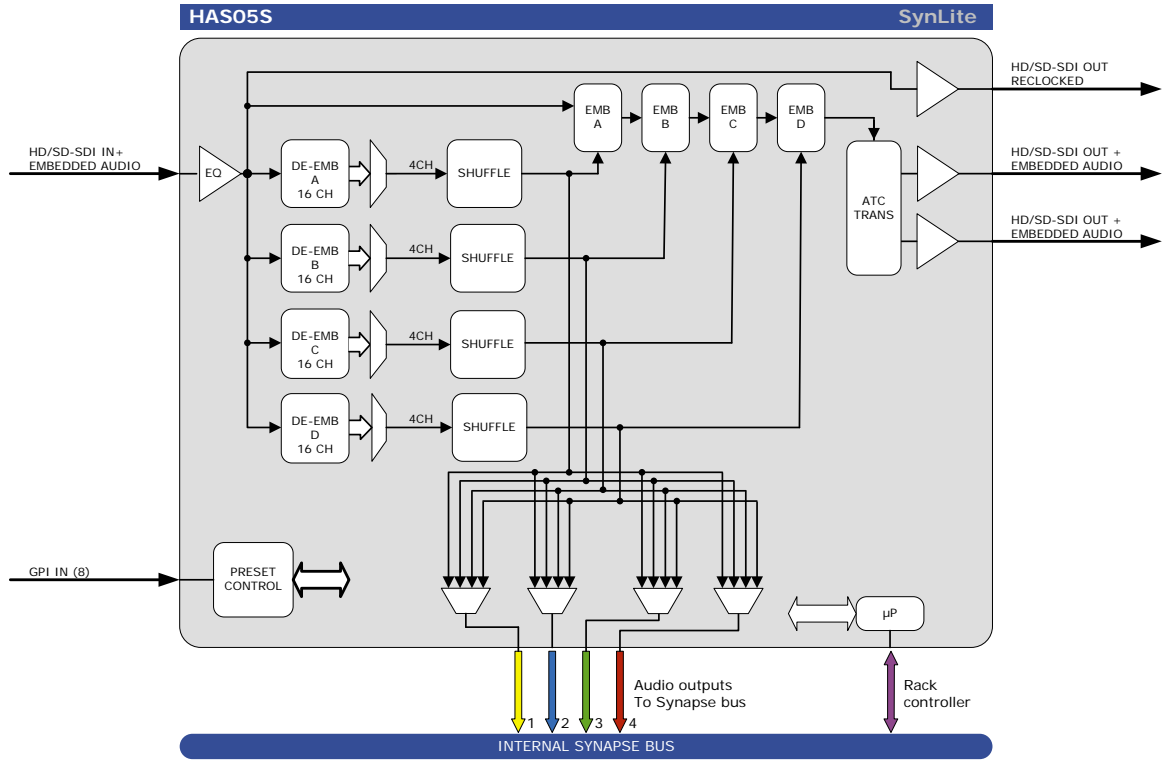 HAS05S
SynLite
HD/SD-SDI OUT
RECLOCKED
EMB
A
EMB
B
EMB
C
EMB
D
HD/SD-SDI IN+
EMBEDDED AUDIO
EQ
DE-EMB
A
16 CH
4CH
SHUFFLE
ATC
TRANS
HD/SD-SDI OUT +
EMBEDDED AUDIO
HD/SD-SDI OUT +
EMBEDDED AUDIO
DE-EMB
B
16 CH
4CH
SHUFFLE
DE-EMB
C
16 CH
4CH
SHUFFLE
DE-EMB
D
16 CH
4CH
SHUFFLE
GPI IN (8)
PRESET
CONTROL
µP
Audio outputs
To Synapse bus
Rack
controller
1
2
3
4
INTERNAL SYNAPSE BUS